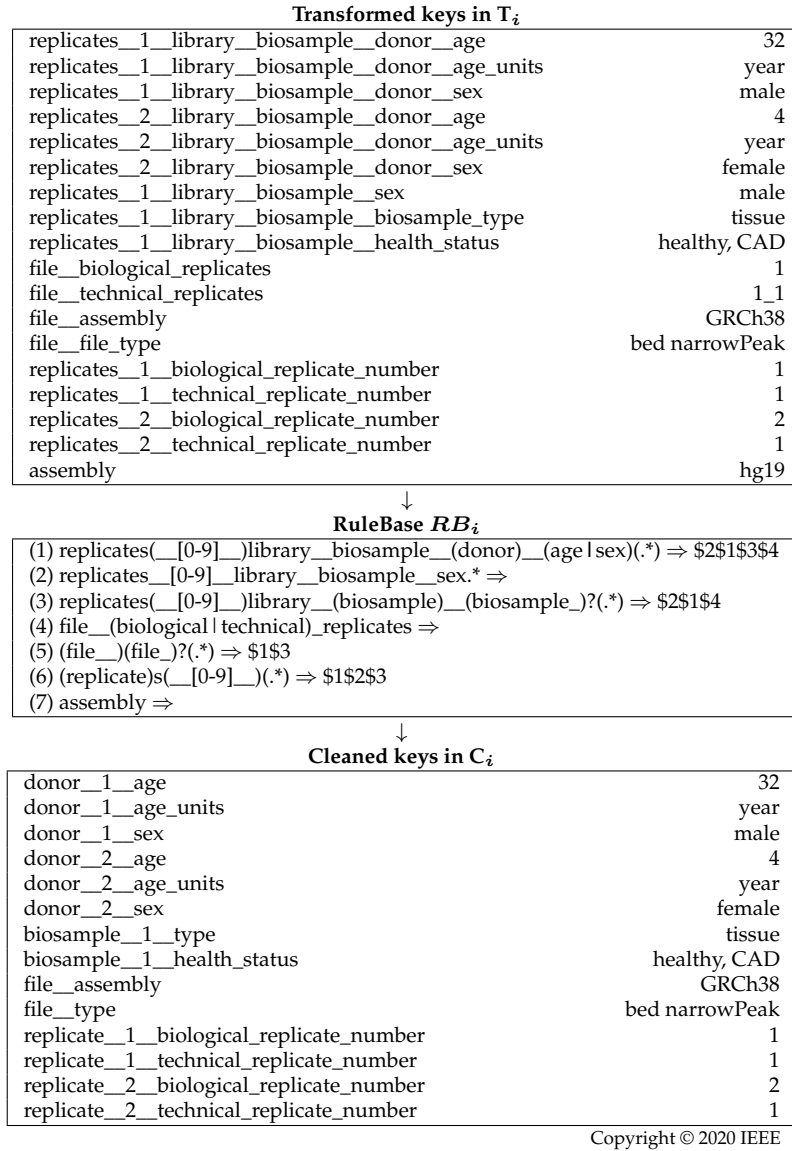 Transformed keys in Tᵢ
replicates__1__library__biosample__donor__age 32
replicates__1__library__biosample__donor__age_units year
replicates__1__library__biosample__donor__sex male
replicates__2__library__biosample__donor__age 4
replicates__2__library__biosample__donor__age_units year
replicates__2__library__biosample__donor__sex female
replicates__1__library__biosample__sex male
replicates__1__library__biosample__biosample_type tissue
replicates__1__library__biosample__health_status healthy, CAD
file__biological_replicates 1
file__technical_replicates 1_1
file__assembly GRCh38
file__file_type bed narrowPeak
replicates__1__biological_replicate_number 1
replicates__1__technical_replicate_number 1
replicates__2__biological_replicate_number 2
replicates__2__technical_replicate_number 1
assembly hg19
↓
RuleBase RBᵢ
(1) replicates(__[0-9]__)library__biosample__(donor)__(age|sex)(.*) ⇒ $2$1$3$4
(2) replicates__[0-9]__library__biosample__sex.* ⇒
(3) replicates(__[0-9]__)library__(biosample)__(biosample_)?(.*) ⇒ $2$1$4
(4) file__(biological|technical)_replicates ⇒
(5) (file__)(file_)?(.*) ⇒ $1$3
(6) (replicate)s(__[0-9]__)(.*) ⇒ $1$2$3
(7) assembly ⇒
↓
Cleaned keys in Cᵢ
donor__1__age 32
donor__1__age_units year
donor__1__sex male
donor__2__age 4
donor__2__age_units year
donor__2__sex female
biosample__1__type tissue
biosample__1__health_status healthy, CAD
file__assembly GRCh38
file__type bed narrowPeak
replicate__1__biological_replicate_number 1
replicate__1__technical_replicate_number 1
replicate__2__biological_replicate_number 2
replicate__2__technical_replicate_number 1
Copyright © 2020 IEEE